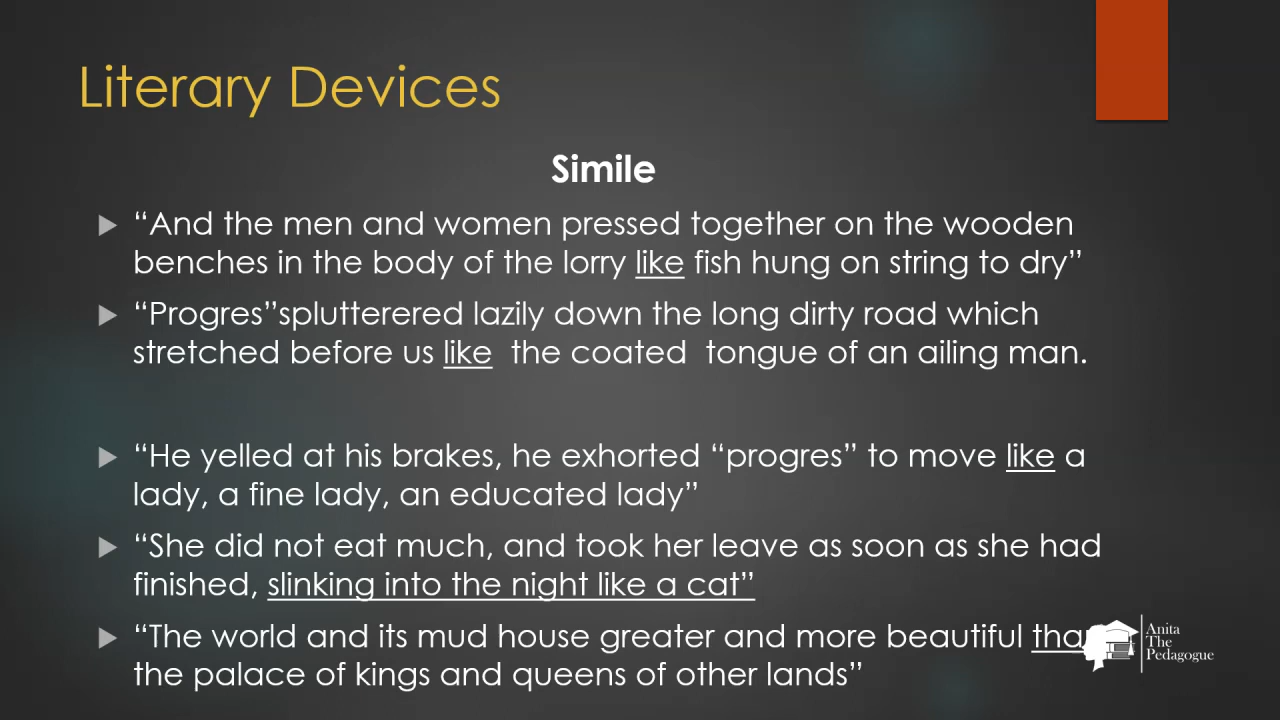 Literary Devices
Simile
“And the men and women pressed together on the wooden
benches in the body of the lorry like fish hung on string to dry”
“Progres”splutterered lazily down the long dirty road which
stretched before us like the coated tongue of an ailing man.
“He yelled at his brakes, he exhorted “progres” to move like a
lady, a fine lady, an educated lady”
“She did not eat much, and took her leave as soon as she had
finished, slinking into the night like a cat”
“The world and its mud house greater and more beautiful
the palace of kings and queens of other lands”
Anita
The
Pedagogue